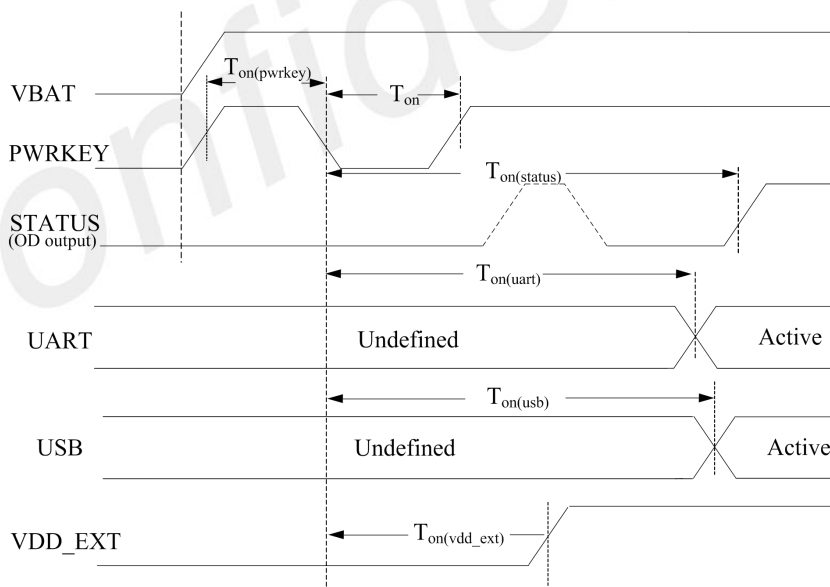 VBAT
Ton(pwrkey)
Ton
PWRKEY
Ton(status)
STATUS
(OD output)
Ton(uart)
UART
Undefined
Active
Ton(usb)
USB
Undefined
Active
Ton(vdd_ext)
VDD_EXT